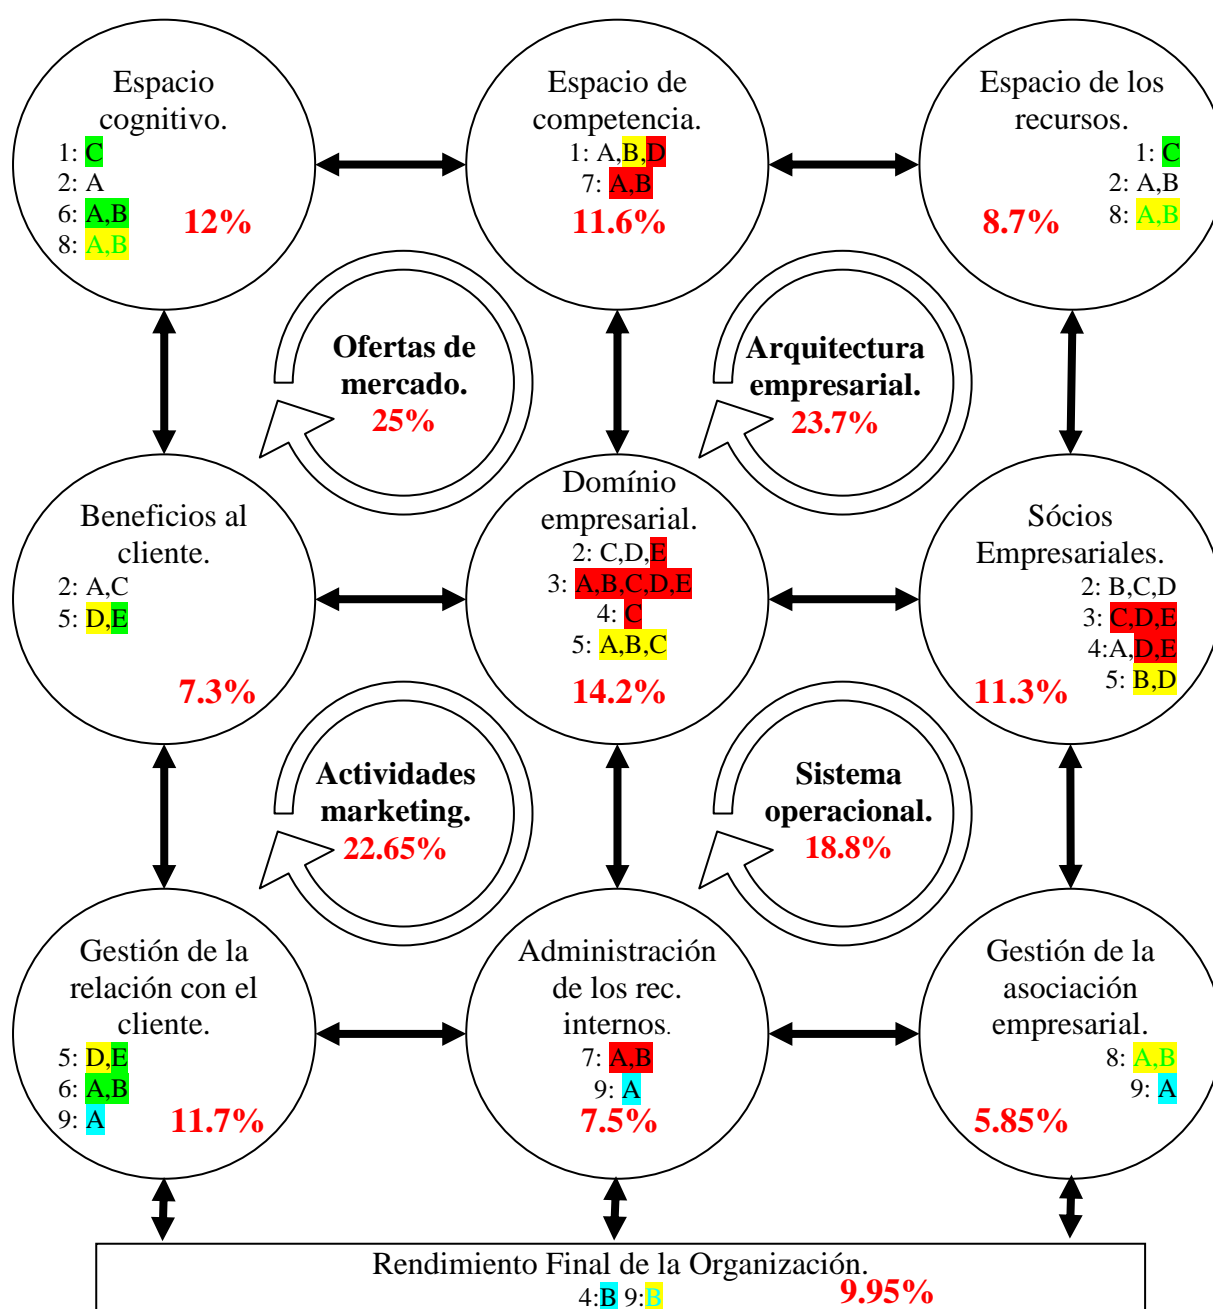 Espacio
cognitivo.
1: C
2: A
6: A,B
8: A,B
12%
Espacio de
competencia.
1: A,B,D
7: A,B
11.6%
Espacio de los
recursos.
1: C
2: A,B
8: A,B
8.7%
Ofertas de
mercado.
25%
Arquitectura
empresarial.
23.7%
Beneficios al
cliente.
2: A,C
5: D,E
7.3%
Domínio
empresarial.
2: C,D,E
3: A,B,C,D,E
4: C
5: A,B,C
14.2%
Sócios
Empresariales.
2: B,C,D
3: C,D,E
4:A,D,E
5: B,D
11.3%
Actividades
marketing.
22.65%
Sistema
operacional.
18.8%
Gestión de la
relación con el
cliente.
5: D,E
6: A,B
9: A
11.7%
Administración
de los rec.
internos.
7: A,B
9: A
7.5%
Gestión de la
asociación
empresarial.
8: A,B
9: A
5.85%
Rendimiento Final de la Organización.
4:B 9:B
9.95%